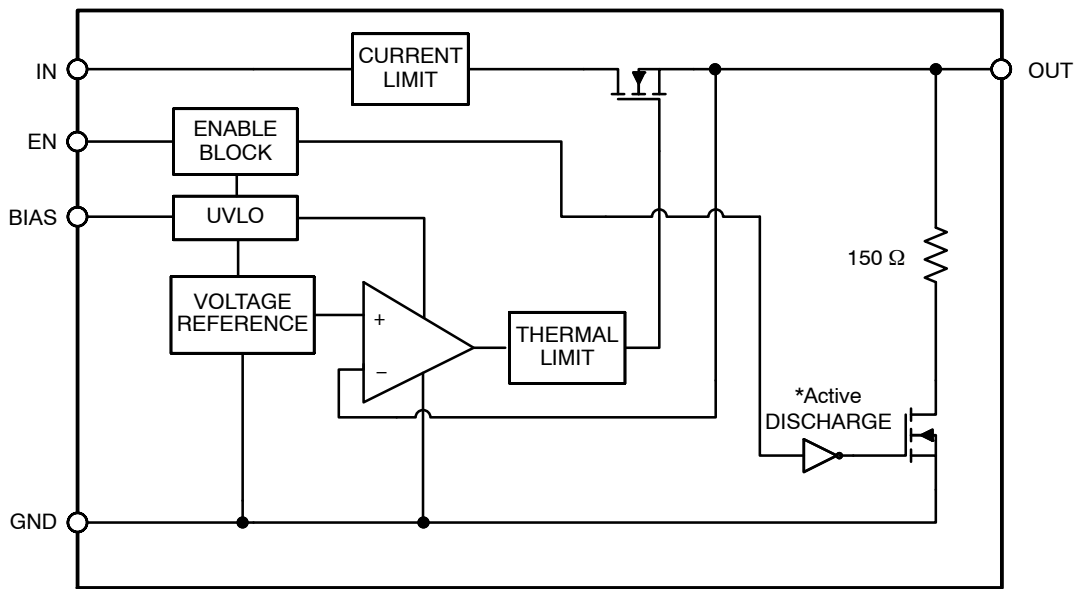 IN
CURRENT
LIMIT
OUT
EN
ENABLE
BLOCK
BIAS
UVLO
150 Ω
VOLTAGE
REFERENCE
+
−
THERMAL
LIMIT
*Active
DISCHARGE
GND